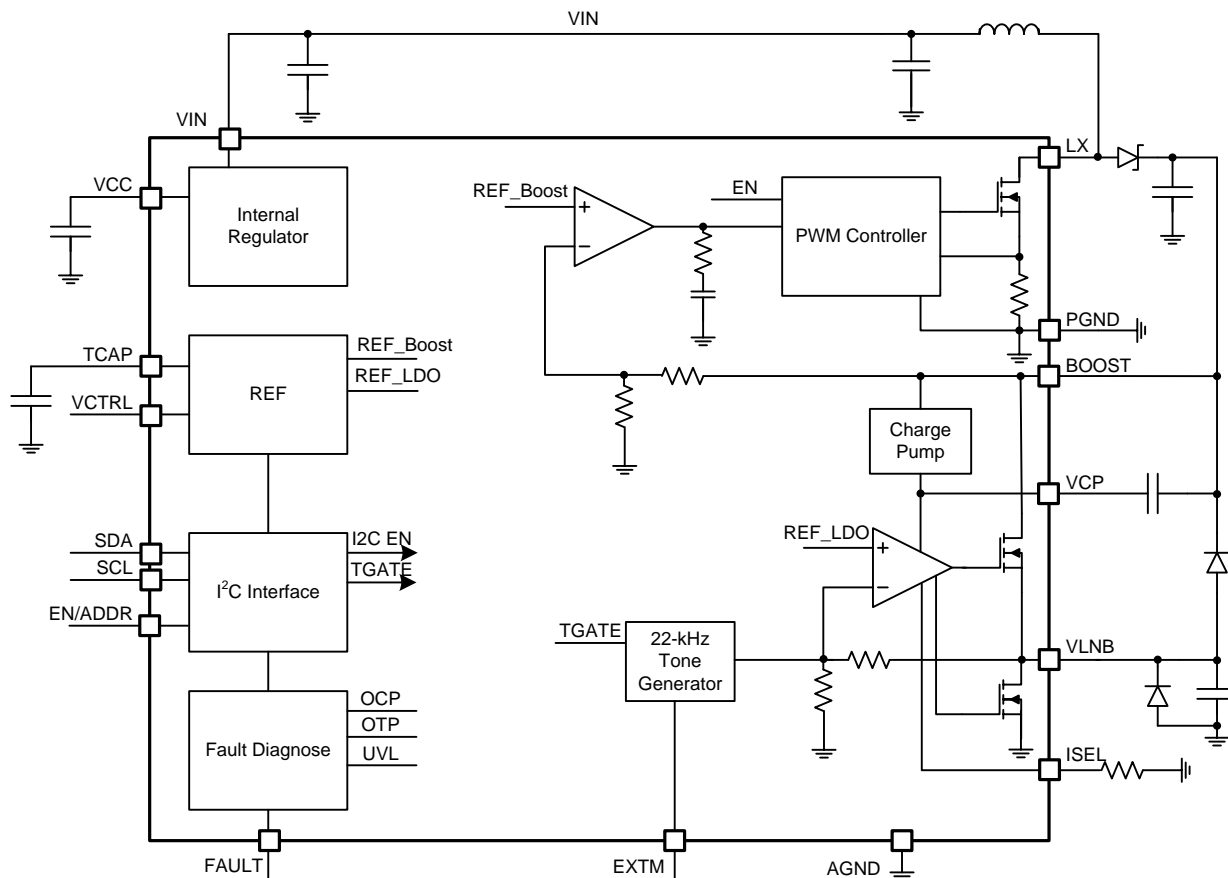 VIN
VIN
LX
VCC
Internal
Regulator
REF_Boost
+
−
EN
PWM Controller
PGND
TCAP
VCTRL
REF
REF_Boost
REF_LDO
BOOST
Charge
Pump
VCP
SDA
SCL
EN/ADDR
I²C Interface
I2C EN
TGATE
REF_LDO
+
−
TGATE
22-kHz
Tone
Generator
VLNB
Fault Diagnose
OCP
OTP
UVL
ISEL
FAULT
EXTM
AGND